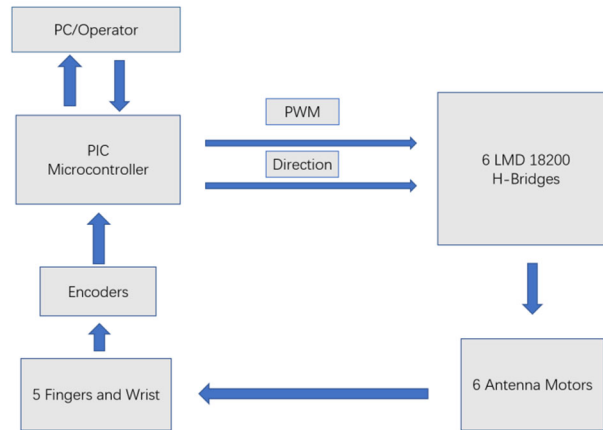 PC/Operator
PIC
Microcontroller
PWM
Direction
6 LMD 18200
H-Bridges
Encoders
5 Fingers and Wrist
6 Antenna Motors